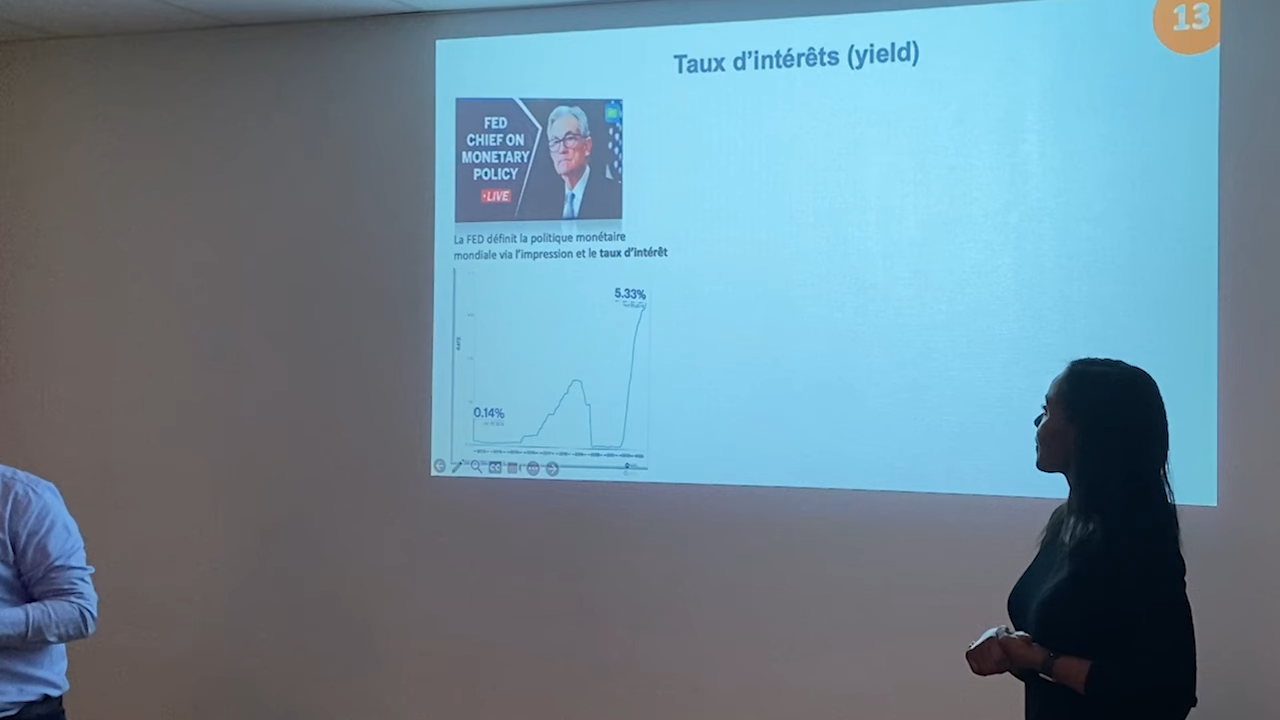 13
Taux d'intérêts (yield)
FED
CHIEF ON
MONETARY
POLICY
LIVE
La FED définit la politique monétaire
mondiale via l'impression et le taux d'intérêt
5.33%
0.14%